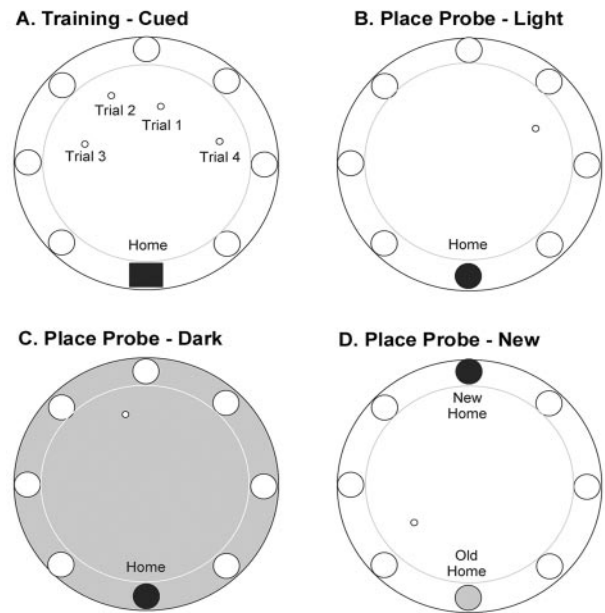 A. Training - Cued
Trial 2
Trial 1
Trial 3
Trial 4
Home
B. Place Probe - Light
Home
C. Place Probe - Dark
Home
D. Place Probe - New
New
Home
Old
Home